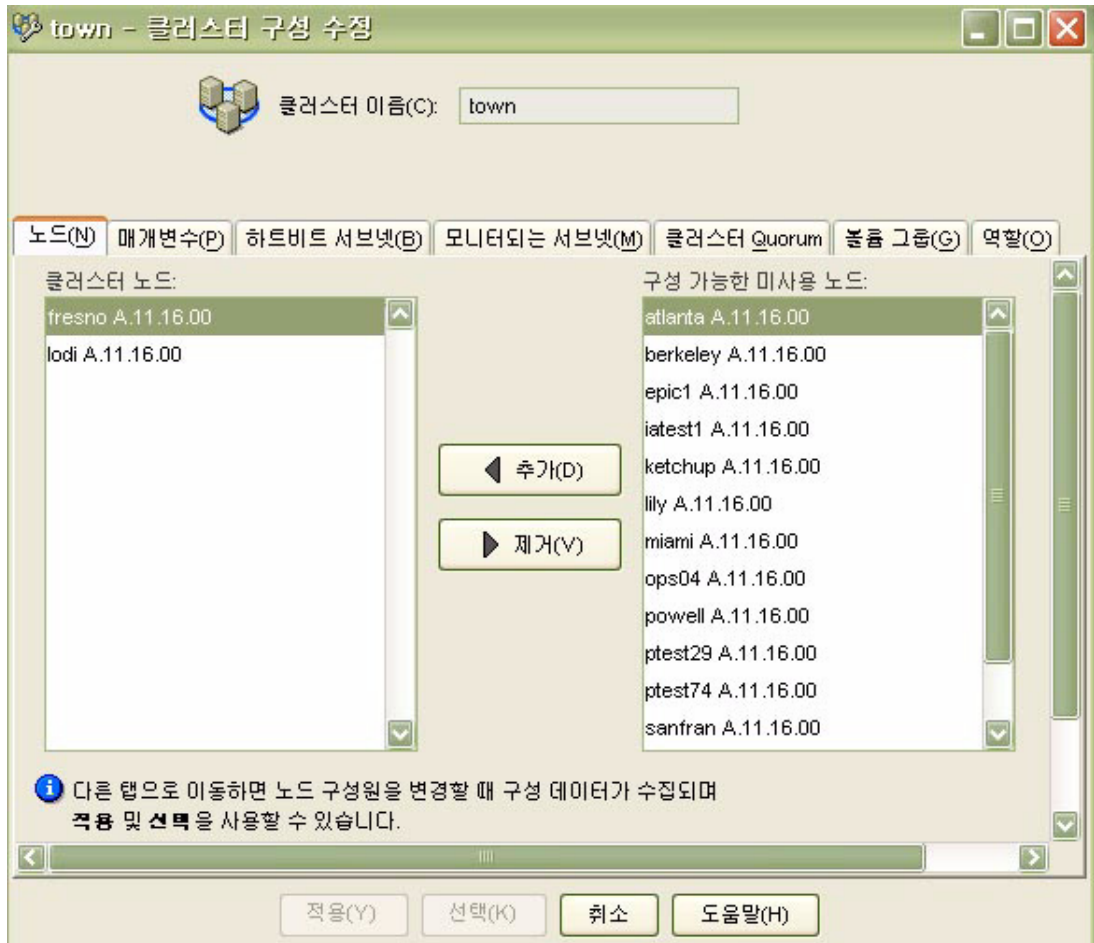 town - 클러스터 구성 수정
클러스터 이름(C): town
노드(N) 매개변수(P) 하트비트 서브넷(B) 모니터되는 서브넷(M) 클러스터 Quorum 볼륨 그룹(G) 역할(O)
클러스터 노드:
fresno A.11.16.00
lodi A.11.16.00
추가(D)
제거(V)
구성 가능한 미사용 노드:
atlanta A.11.16.00
berkeley A.11.16.00
epic1 A.11.16.00
iatest1 A.11.16.00
ketchup A.11.16.00
lily A.11.16.00
miami A.11.16.00
ops04 A.11.16.00
powell A.11.16.00
ptest29 A.11.16.00
ptest74 A.11.16.00
sanfran A.11.16.00
다른 탭으로 이동하면 노드 구성원을 변경할 때 구성 데이터가 수집되며
적용 및 선택을 사용할 수 있습니다.
적용(Y) 선택(K) 취소 도움말(H)